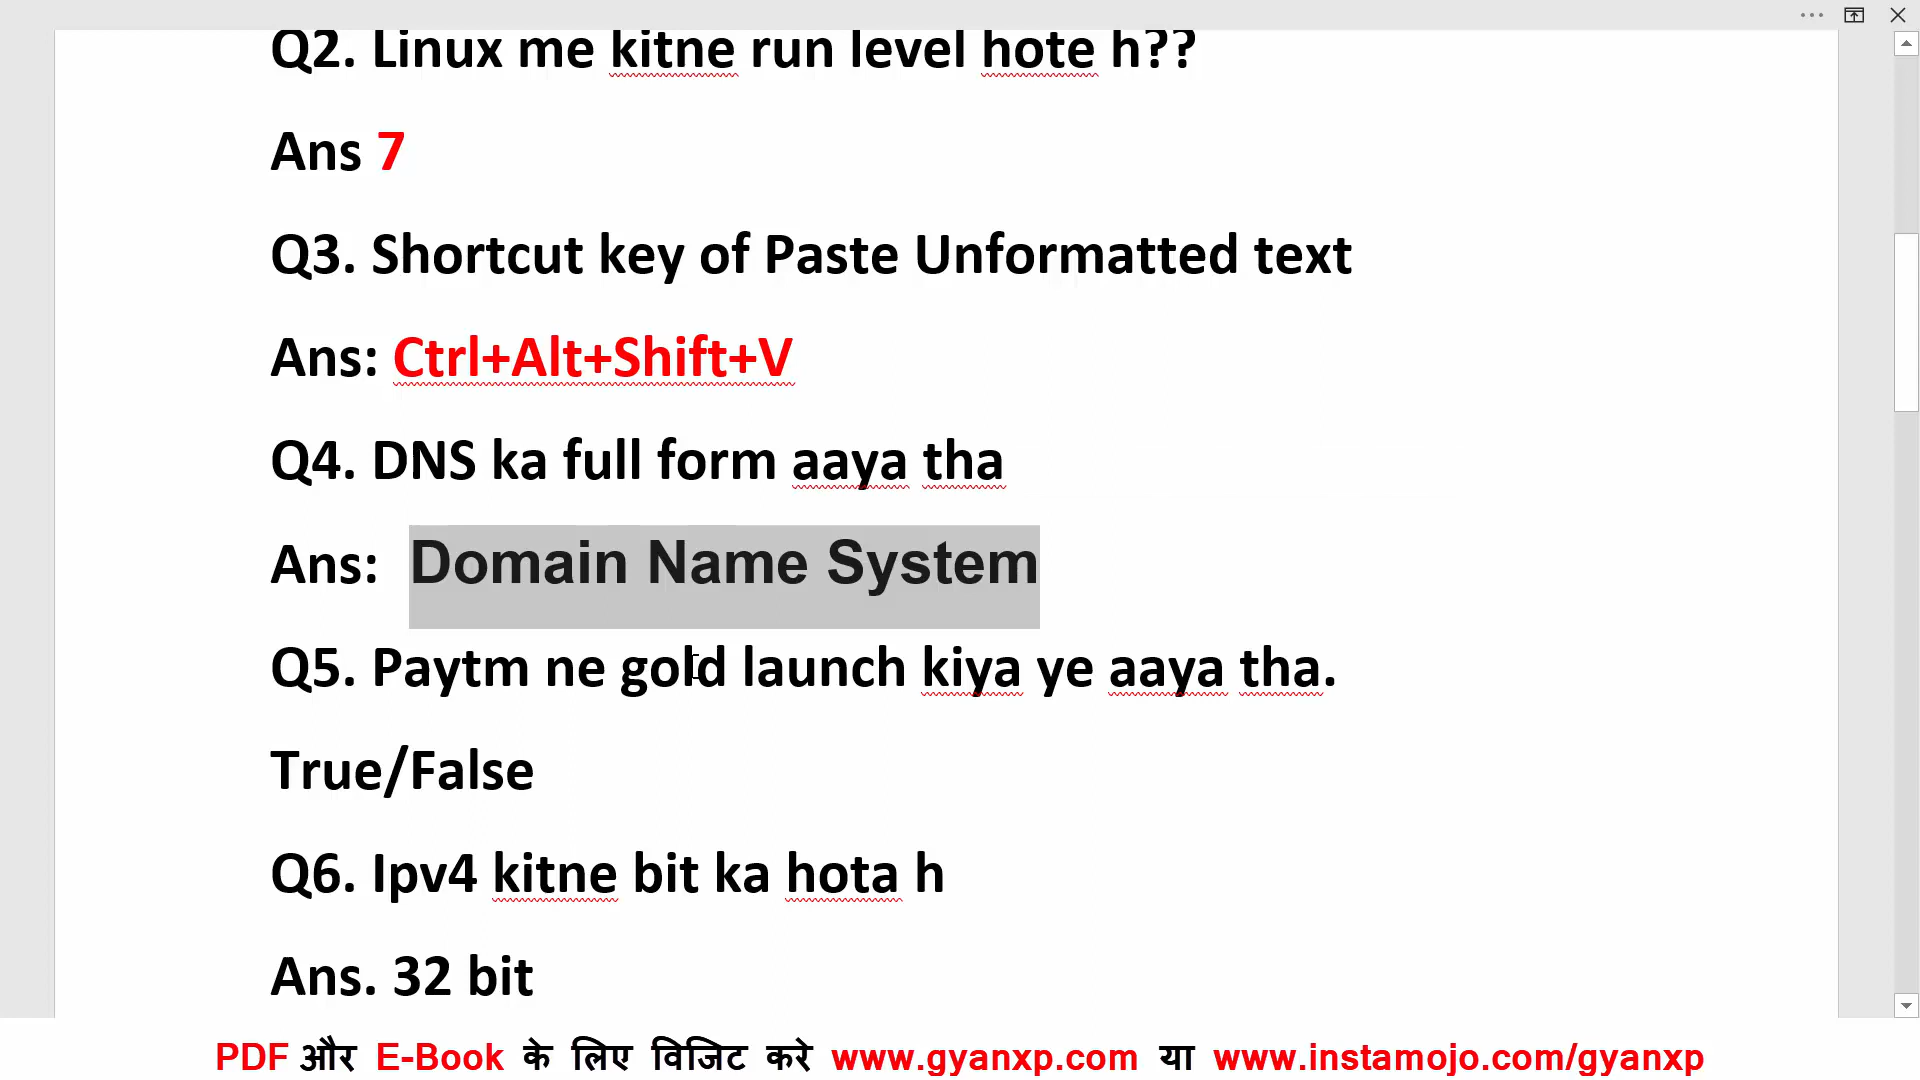 Q2. Linux me kitne run level hote h??
Ans 7
Q3. Shortcut key of Paste Unformatted text
Ans: Ctrl+Alt+Shift+V
Q4. DNS ka full form aaya tha
Ans: Domain Name System
Q5. Paytm ne gold launch kiya ye aaya tha.
True/False
Q6. Ipv4 kitne bit ka hota h
Ans. 32 bit
PDF और E-Book के लिए विजिट करे www.gyanxp.com या www.instamojo.com/gyanxp